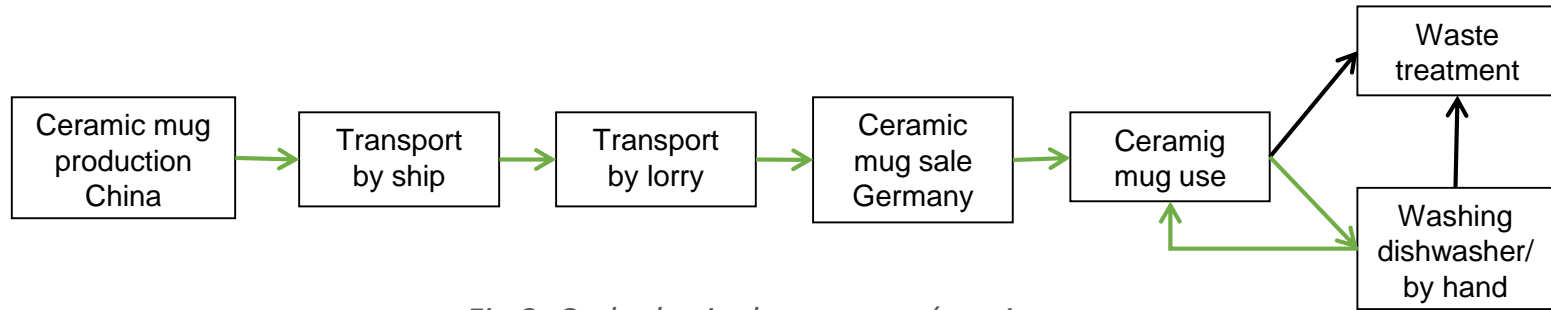 Ceramic mug
production
China
Transport
by ship
Transport
by lorry
Ceramic
mug sale
Germany
Ceramig
mug use
Waste
treatment
Washing
dishwasher/
by hand